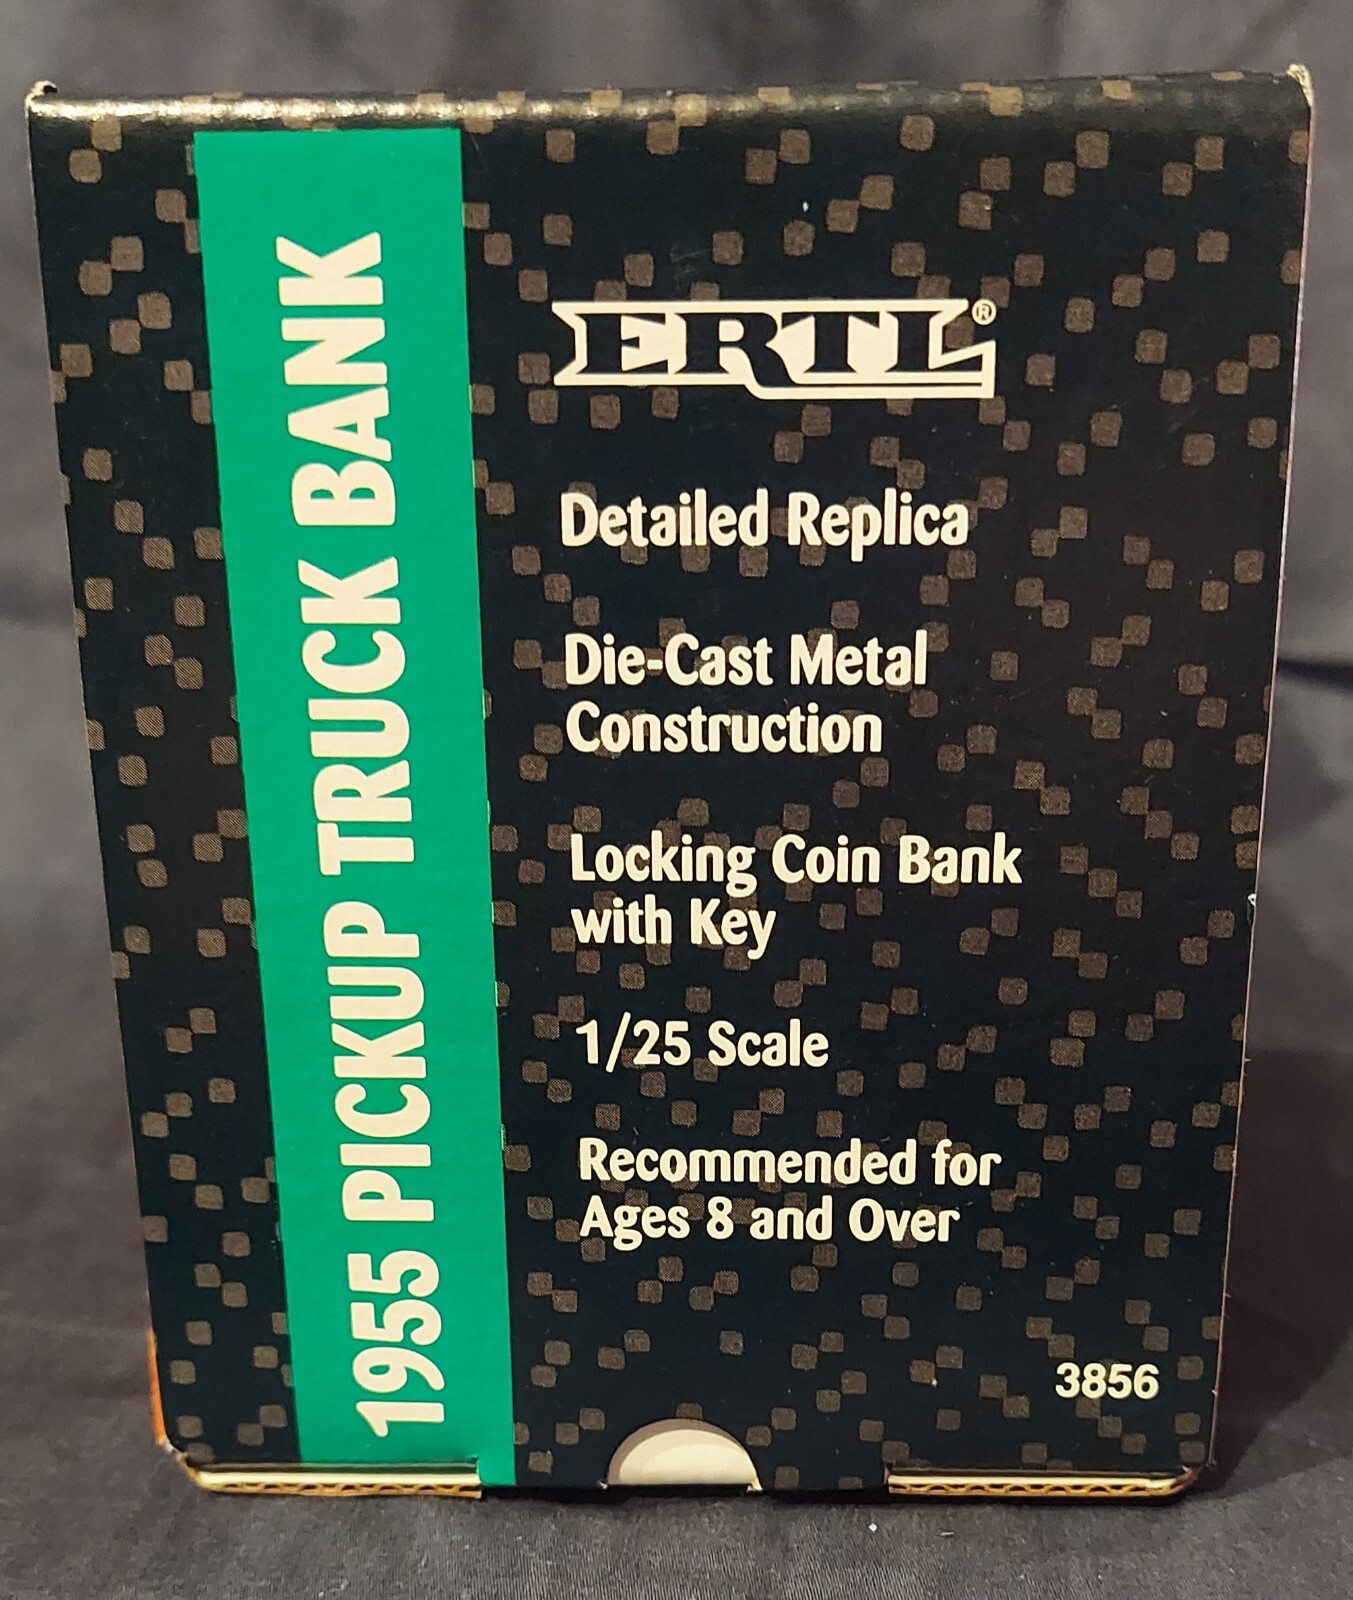 1955 PICKUP TRUCK BANK
ERTL®
Detailed Replica
Die-Cast Metal
Construction
Locking Coin Bank
with Key
1/25 Scale
Recommended for
Ages 8 and Over
3856